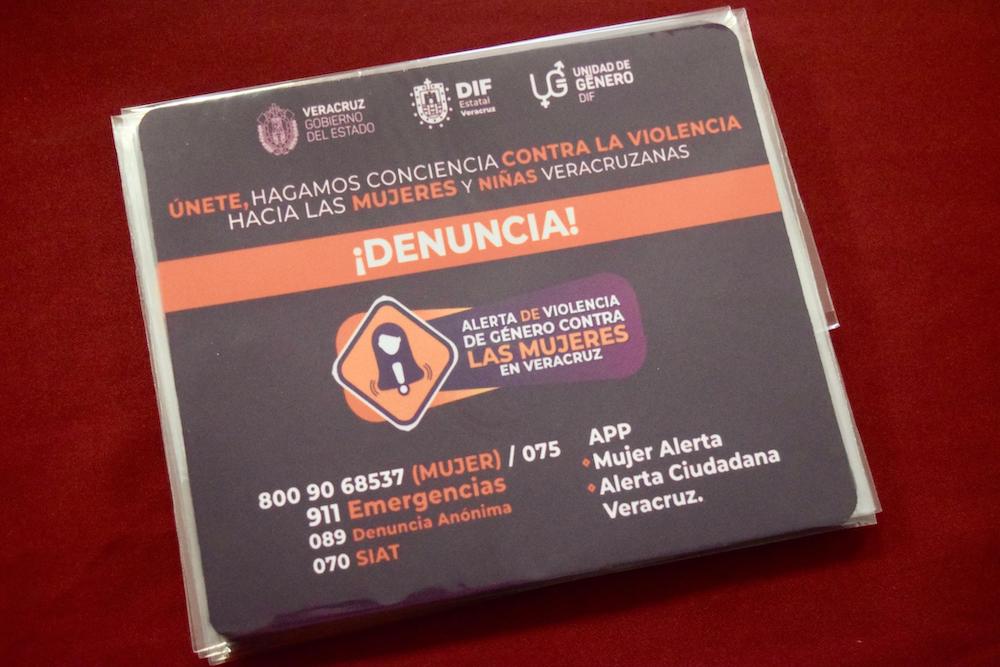 VERACRUZ
GOBIERNO
DEL ESTADO
DIF
Estatal
Veracruz
UG
UNIDAD DE
GÉNERO
DIF
ÚNETE, HAGAMOS CONCIENCIA CONTRA LA VIOLENCIA
HACIA LAS MUJERES Y NIÑAS VERACRUZANAS
¡DENUNCIA!
ALERTA DE VIOLENCIA
DE GÉNERO CONTRA
LAS MUJERES
EN VERACRUZ
800 90 68537 (MUJER) / 075
911 Emergencias
089 Denuncia Anónima
070 SIAT
APP
Mujer Alerta
Alerta Ciudadana
Veracruz.